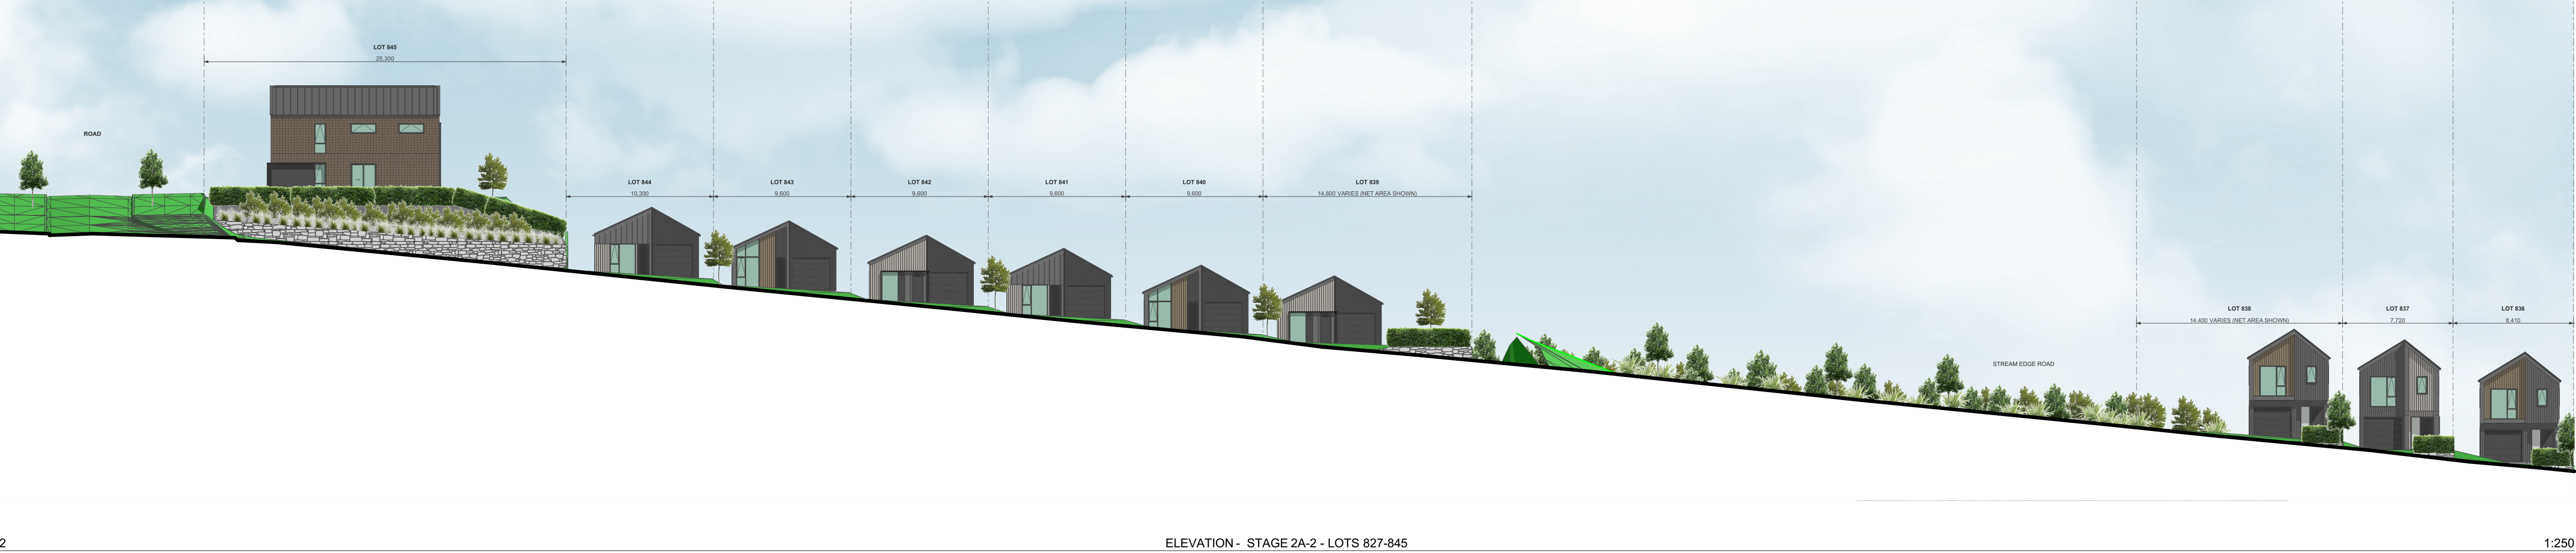 LOT 845
25,300
ROAD
LOT 844
10,300
LOT 843
9,600
LOT 842
9,600
LOT 841
9,600
LOT 840
9,600
LOT 839
14,600 VARIES (NET AREA SHOWN)
STREAM EDGE ROAD
LOT 838
14,400 VARIES (NET AREA SHOWN)
LOT 837
7,720
LOT 836
8,410
2
ELEVATION - STAGE 2A-2 - LOTS 827-845
1:250